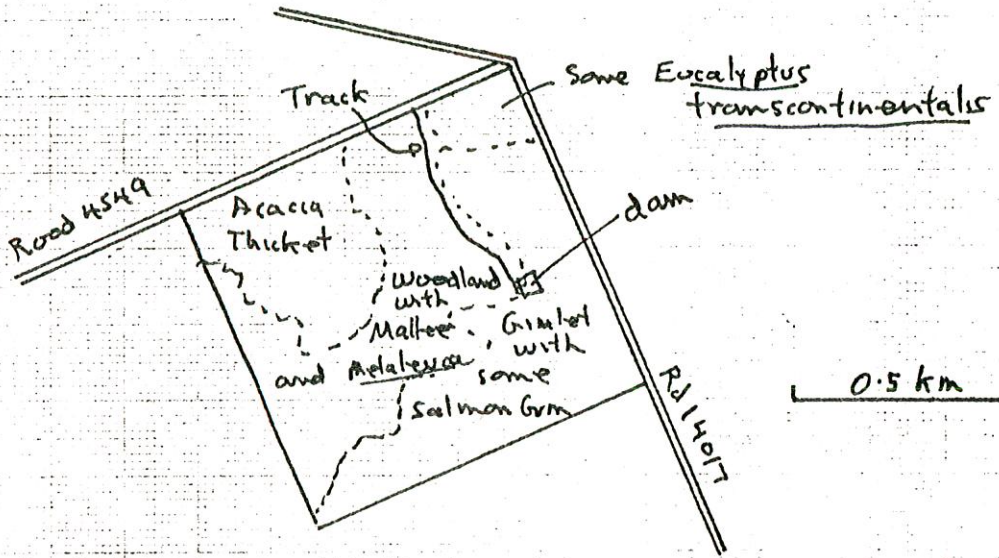 Some Eucalyptus
transcontinentalis
Track
dam
Road 4549
Acacia
Thicket
Woodland
with
Mallee
and Melaleuca
Gimlet
with
some
Salmon Gum
Rd 14017
0.5 km